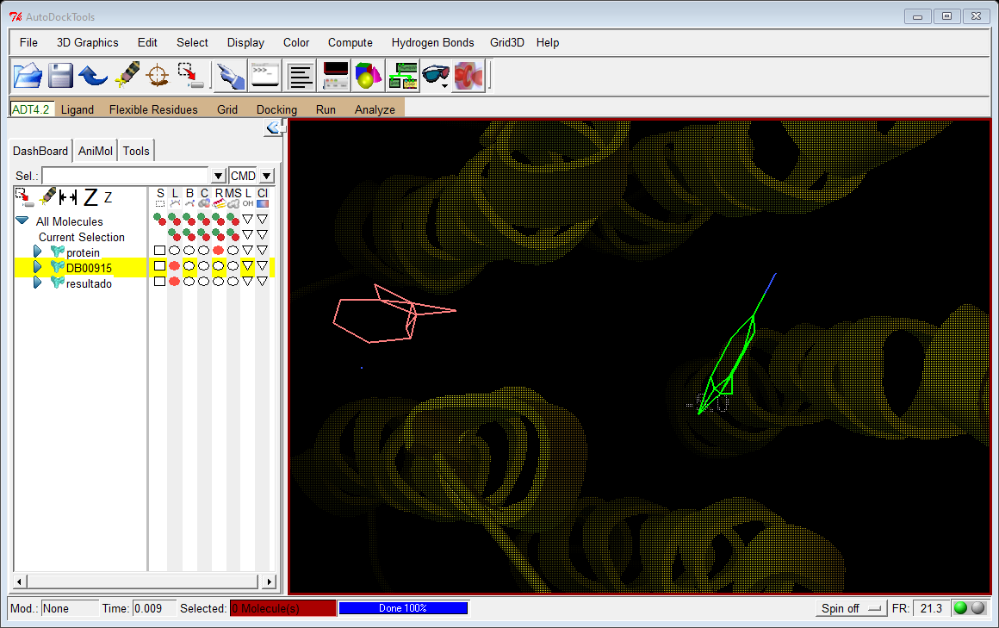 AutoDockTools
File 3D Graphics Edit Select Display Color Compute Hydrogen Bonds Grid3D Help
>>>
ADT4.2 Ligand Flexible Residues Grid Docking Run Analyze
DashBoard AniMol Tools
Sel.: CMD
Z Z S L B C R MS L Cl
OH
All Molecules
Current Selection
protein
DB00915
resultado
Mod.: None Time: 0.009 Selected: 0 Molecule(s) Done 100% Spin off FR: 21.3